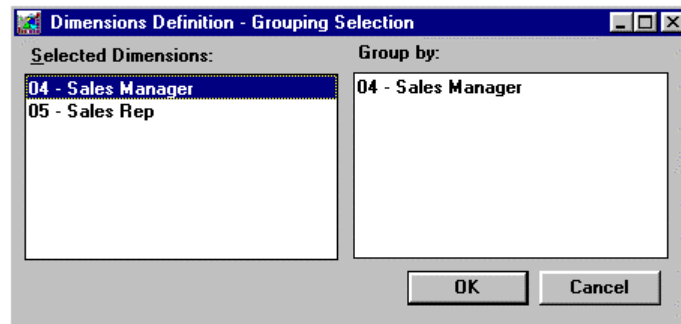 Dimensions Definition - Grouping Selection
Selected Dimensions:
04 - Sales Manager
05 - Sales Rep
Group by:
04 - Sales Manager
OK
Cancel